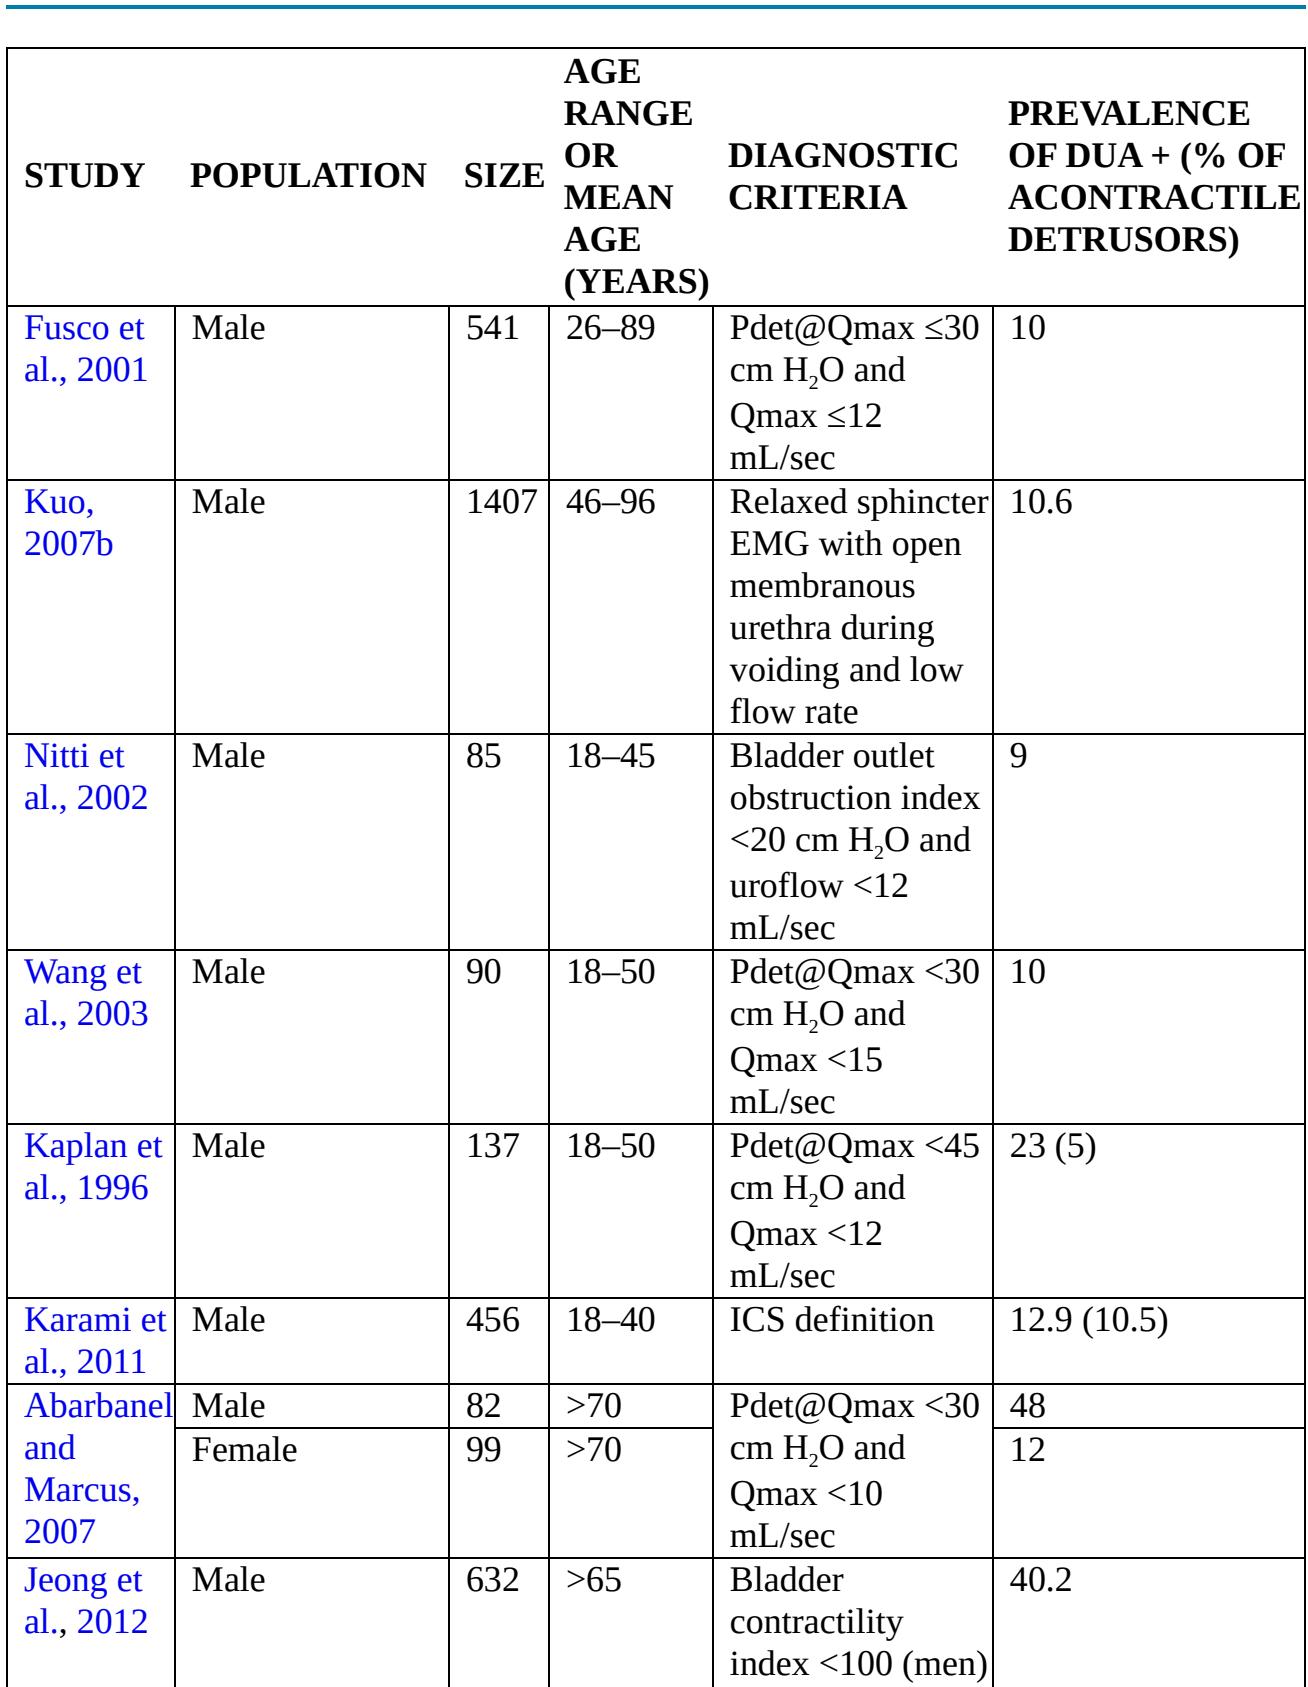 STUDY POPULATION SIZE AGE RANGE OR MEAN AGE (YEARS) DIAGNOSTIC CRITERIA PREVALENCE OF DUA + (% OF ACONTRACTILE DETRUSORS)
Fusco et Male 541 26–89 Pdet@Qmax ≤30 10
al., 2001 cm H₂O and
Qmax ≤12
mL/sec
Kuo, Male 1407 46–96 Relaxed sphincter 10.6
2007b EMG with open
membranous
urethra during
voiding and low
flow rate
Nitti et Male 85 18–45 Bladder outlet 9
al., 2002 obstruction index
<20 cm H₂O and
uroflow <12
mL/sec
Wang et Male 90 18–50 Pdet@Qmax <30 10
al., 2003 cm H₂O and
Qmax <15
mL/sec
Kaplan et Male 137 18–50 Pdet@Qmax <45 23 (5)
al., 1996 cm H₂O and
Qmax <12
mL/sec
Karami et Male 456 18–40 ICS definition 12.9 (10.5)
al., 2011
Abarbanel Male 82 >70 Pdet@Qmax <30 48
and Female 99 >70 cm H₂O and 12
Marcus, Qmax <10
2007 mL/sec
Jeong et Male 632 >65 Bladder 40.2
al., 2012 contractility
index <100 (men)